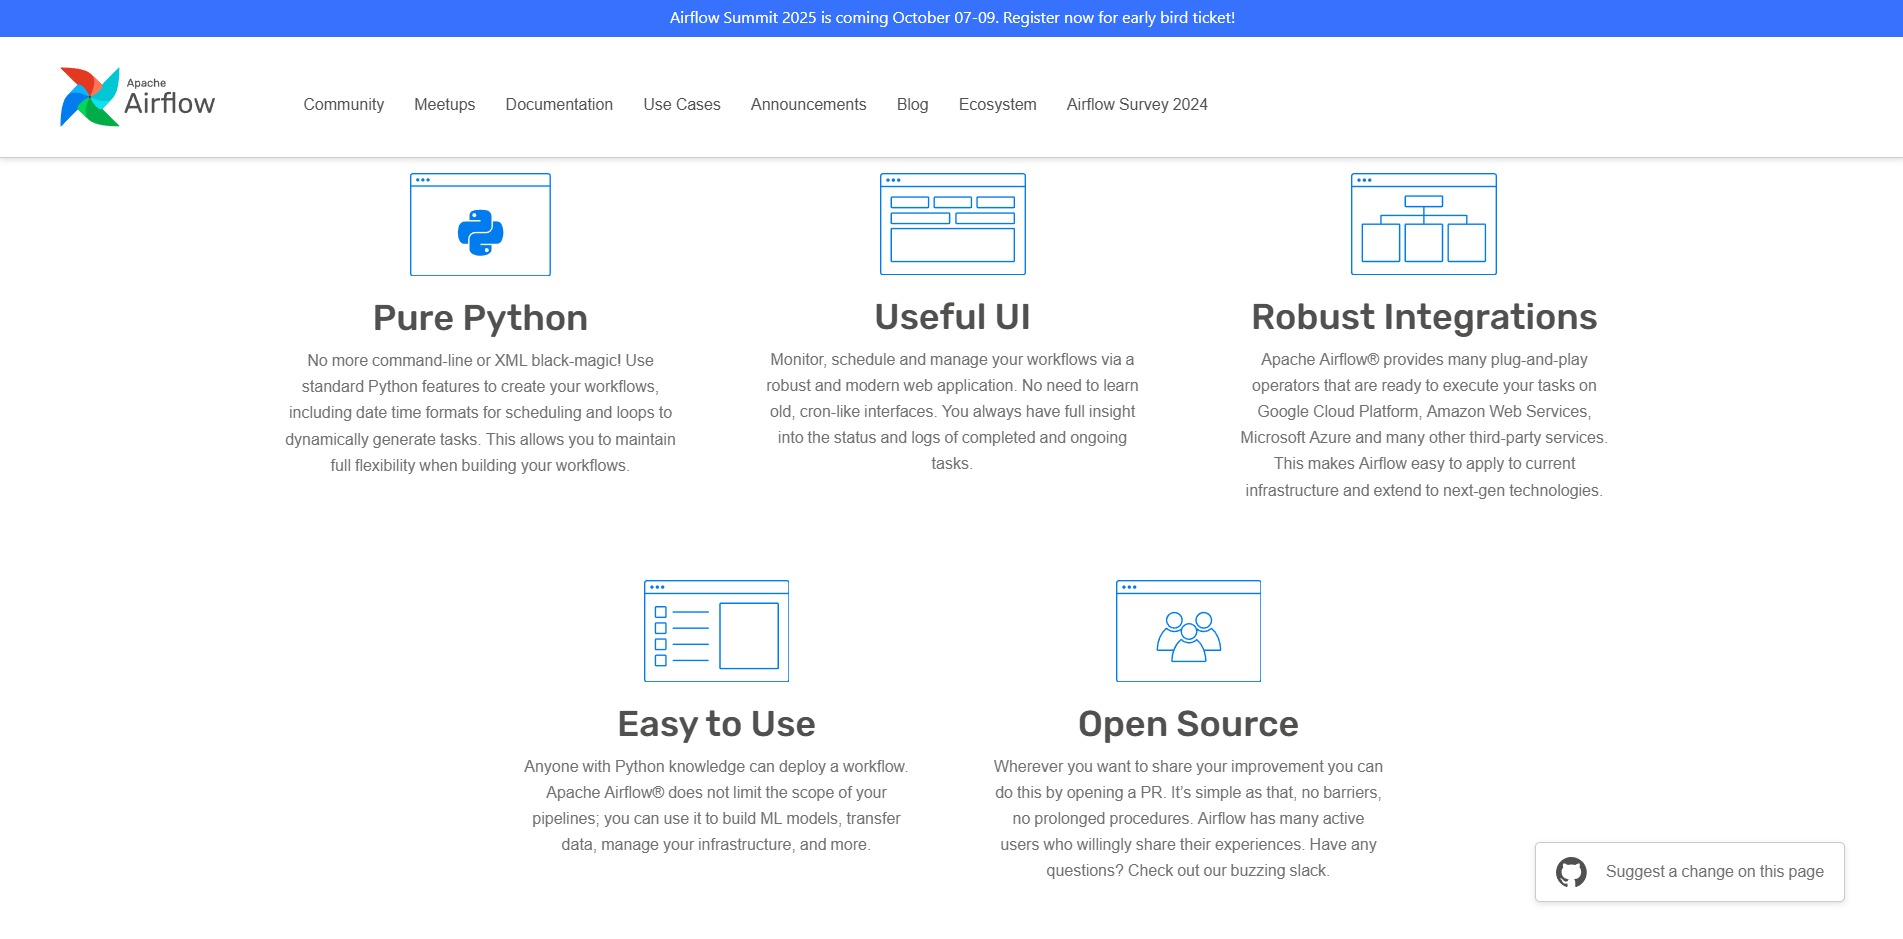 Airflow Summit 2025 is coming October 07-09. Register now for early bird ticket!
Apache
Airflow
Community Meetups Documentation Use Cases Announcements Blog Ecosystem Airflow Survey 2024
Pure Python
No more command-line or XML black-magic! Use
standard Python features to create your workflows,
including date time formats for scheduling and loops to
dynamically generate tasks. This allows you to maintain
full flexibility when building your workflows.
Useful UI
Monitor, schedule and manage your workflows via a
robust and modern web application. No need to learn
old, cron-like interfaces. You always have full insight
into the status and logs of completed and ongoing
tasks.
Robust Integrations
Apache Airflow® provides many plug-and-play
operators that are ready to execute your tasks on
Google Cloud Platform, Amazon Web Services,
Microsoft Azure and many other third-party services.
This makes Airflow easy to apply to current
infrastructure and extend to next-gen technologies.
Easy to Use
Anyone with Python knowledge can deploy a workflow.
Apache Airflow® does not limit the scope of your
pipelines; you can use it to build ML models, transfer
data, manage your infrastructure, and more.
Open Source
Wherever you want to share your improvement you can
do this by opening a PR. It’s simple as that, no barriers,
no prolonged procedures. Airflow has many active
users who willingly share their experiences. Have any
questions? Check out our buzzing slack.
Suggest a change on this page